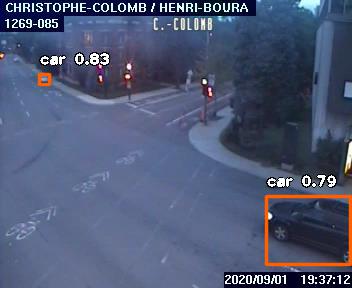 CHRISTOPHE-COLOMB / HENRI-BOURA
1269-085
C.-COLOMB
car 0.83
car 0.79
2020/09/01 19:37:12